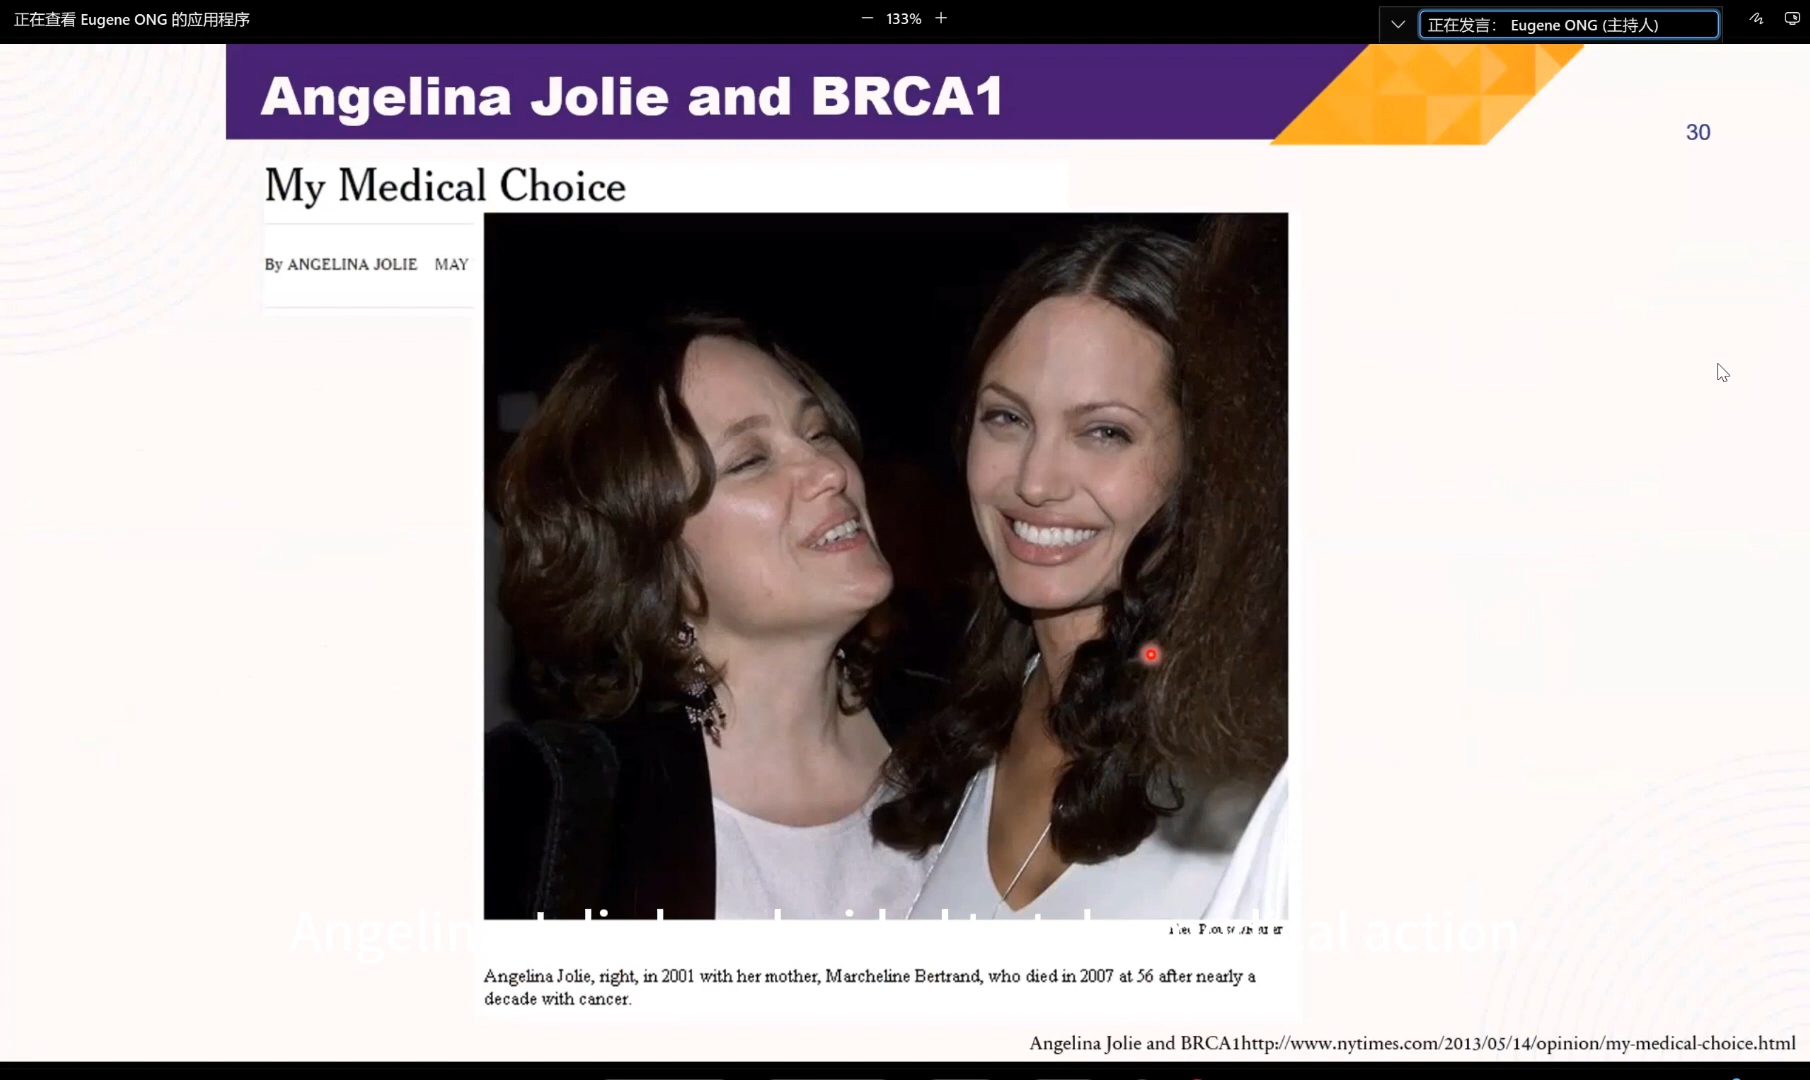 正在查看 Eugene ONG 的应用程序
133%
正在发言： Eugene ONG (主持人)
Angelina Jolie and BRCA1
30
My Medical Choice
By ANGELINA JOLIE MAY
action
Angelina Jolie, right, in 2001 with her mother, Marcheline Bertrand, who died in 2007 at 56 after nearly a
decade with cancer.
Angelina Jolie and BRCA1http://www.nytimes.com/2013/05/14/opinion/my-medical-choice.html